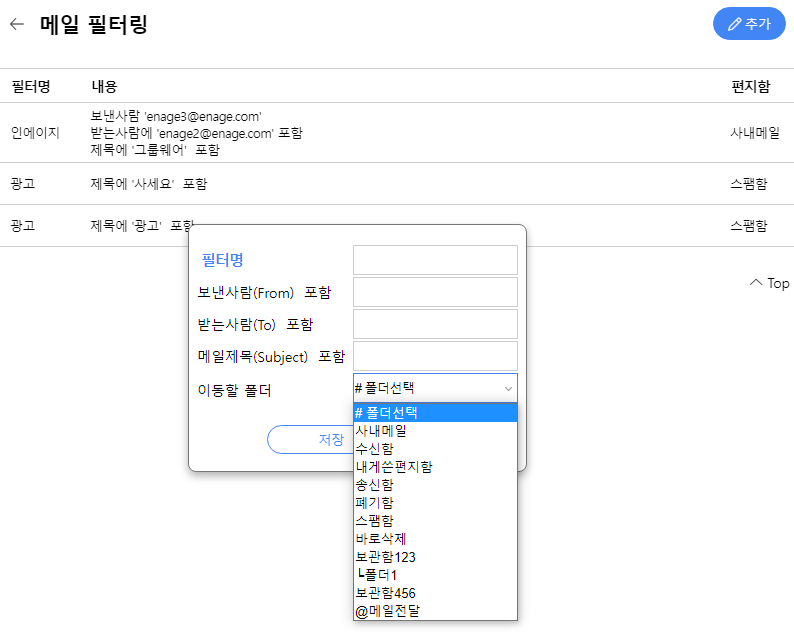 ← 메일 필터링
추가
필터명 내용 편지함
보낸사람 'enage3@enage.com'
인에이지 받는사람에 'enage2@enage.com' 포함 사내메일
제목에 '그룹웨어' 포함
광고 제목에 '사세요' 포함 스팸함
광고 제목에 '광고' 포함 스팸함
Top
필터명
보낸사람(From) 포함
받는사람(To) 포함
메일제목(Subject) 포함
이동할 폴더 # 폴더선택
# 폴더선택
사내메일
저장
수신함
내게쓴편지함
송신함
폐기함
스팸함
바로삭제
보관함123
┗폴더1
보관함456
@메일전달